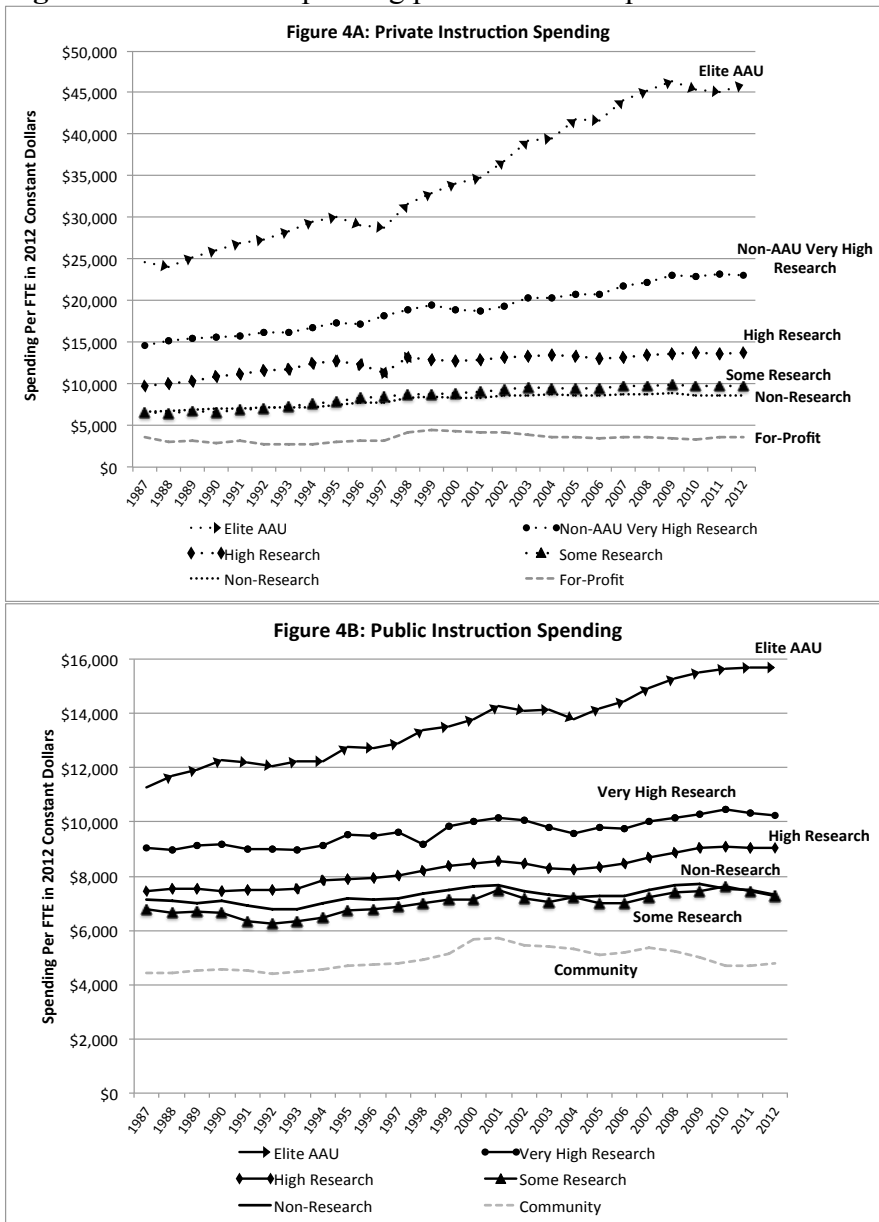 Figure 4A: Private Instruction Spending
Spending Per FTE in 2012 Constant Dollars
$50,000
$45,000
$40,000
$35,000
$30,000
$25,000
$20,000
$15,000
$10,000
$5,000
$0
Elite AAU
Non-AAU Very High
Research
High Research
Some Research
Non-Research
For-Profit
1987 1988 1989 1990 1991 1992 1993 1994 1995 1996 1997 1998 1999 2000 2001 2002 2003 2004 2005 2006 2007 2008 2009 2010 2011 2012
Elite AAU
Non-AAU Very High Research
High Research
Some Research
Non-Research
For-Profit
Figure 4B: Public Instruction Spending
Spending Per FTE in 2012 Constant Dollars
$16,000
$14,000
$12,000
$10,000
$8,000
$6,000
$4,000
$2,000
$0
Elite AAU
Very High Research
High Research
Non-Research
Some Research
Community
1987 1988 1989 1990 1991 1992 1993 1994 1995 1996 1997 1998 1999 2000 2001 2002 2003 2004 2005 2006 2007 2008 2009 2010 2011 2012
Elite AAU
Very High Research
High Research
Some Research
Non-Research
Community